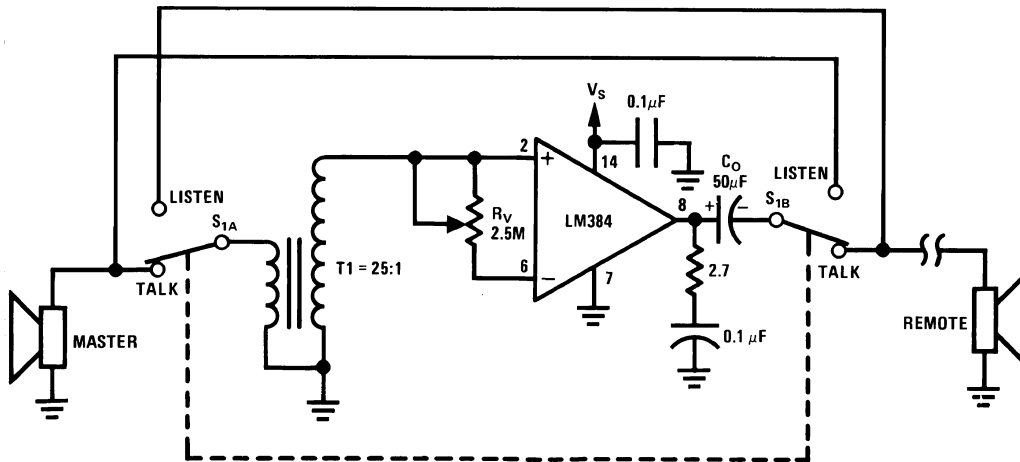 LISTEN
S1A
TALK
MASTER
T1 = 25:1
RV
2.5M
2
+
6
−
LM384
VS
14
0.1μF
7
8
CO
50μF
+
−
2.7
0.1 μF
S1B
LISTEN
TALK
REMOTE